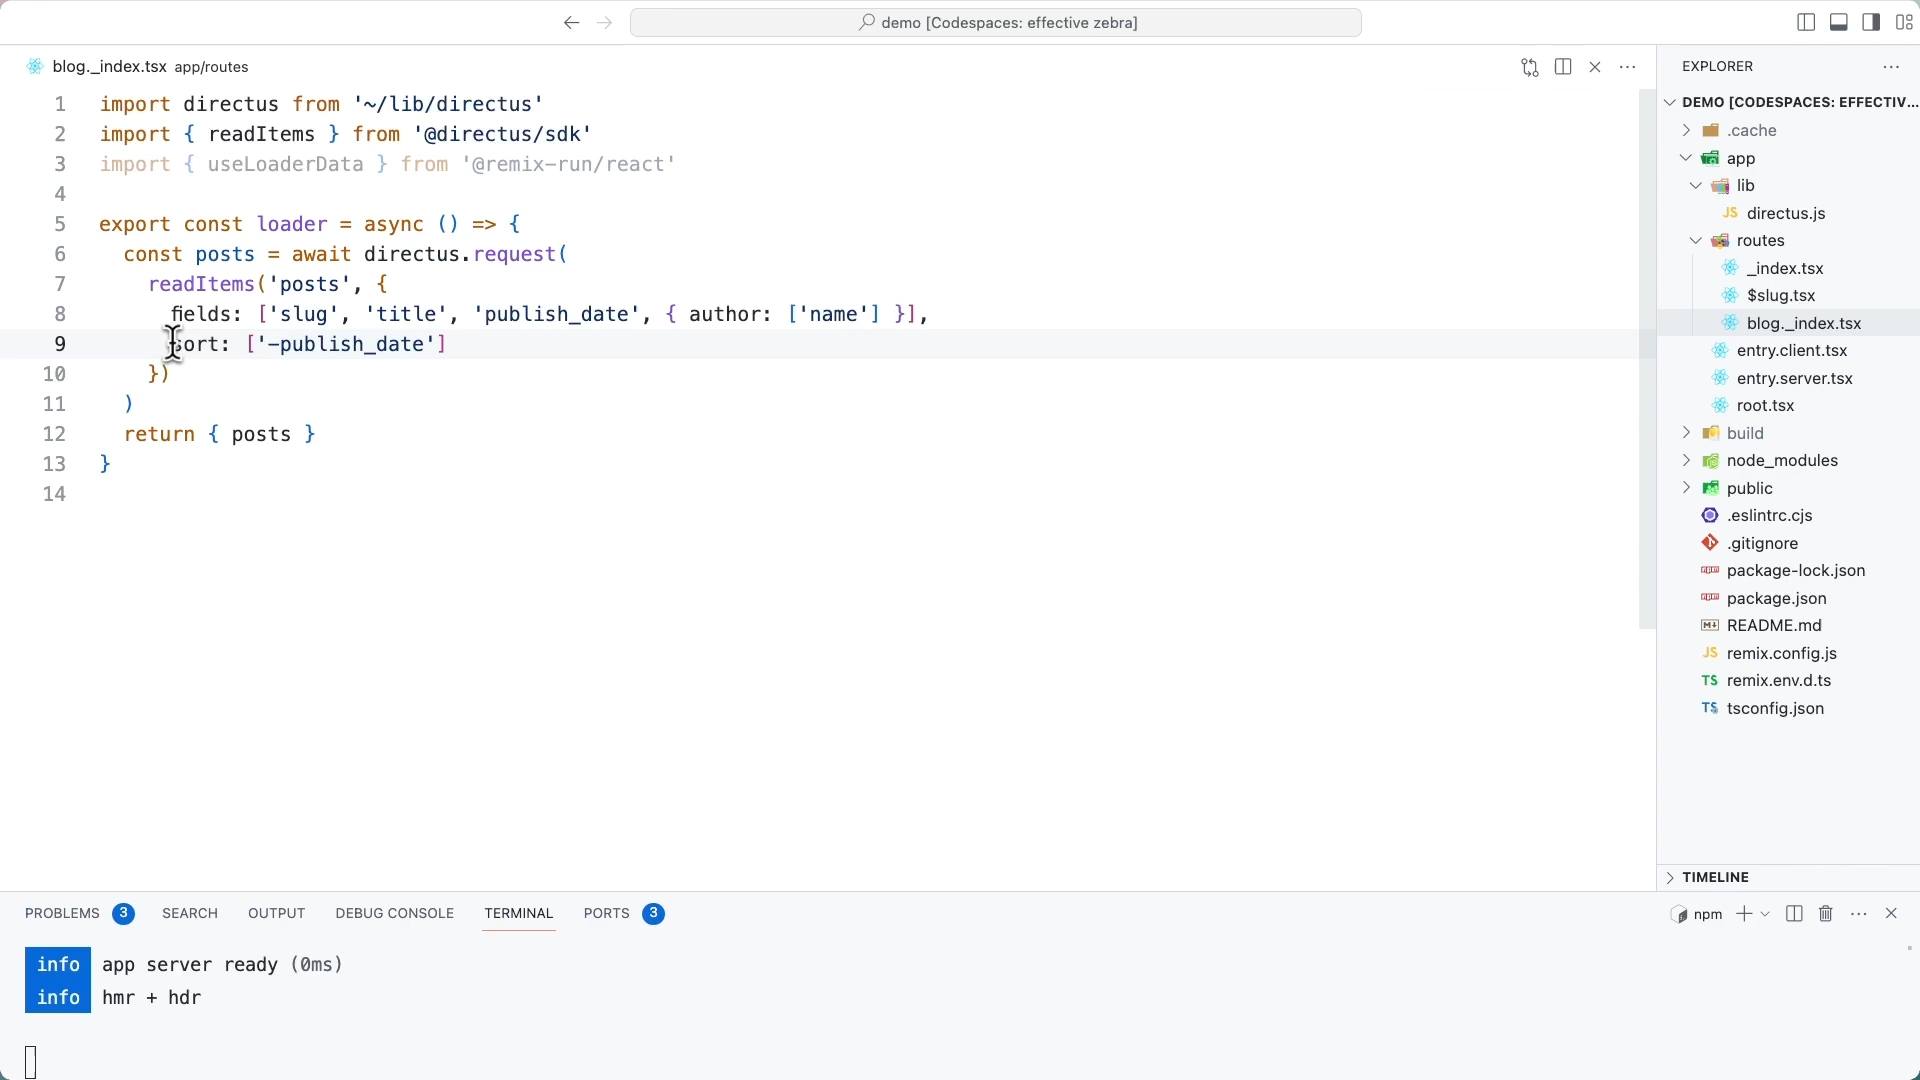 demo [Codespaces: effective zebra]
blog._index.tsx app/routes
1 import directus from '~/lib/directus'
2 import { readItems } from '@directus/sdk'
3 import { useLoaderData } from '@remix-run/react'
4
5 export const loader = async () => {
6 const posts = await directus.request(
7 readItems('posts', {
8 fields: ['slug', 'title', 'publish_date', { author: ['name'] }],
9 sort: ['-publish_date']
10 })
11 )
12 return { posts }
13 }
14
EXPLORER
DEMO [CODESPACES: EFFECTIV...
.cache
app
lib
JS directus.js
routes
_index.tsx
$slug.tsx
blog._index.tsx
entry.client.tsx
entry.server.tsx
root.tsx
build
node_modules
public
.eslintrc.cjs
.gitignore
package-lock.json
package.json
README.md
JS remix.config.js
TS remix.env.d.ts
TS tsconfig.json
TIMELINE
PROBLEMS 3 SEARCH OUTPUT DEBUG CONSOLE TERMINAL PORTS 3
npm
info app server ready (0ms)
info hmr + hdr